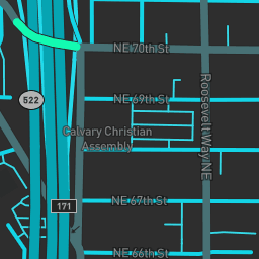 NE 70th St
Roosevelt Way NE
NE 69th St
522
Calvary Christian
Assembly
NE 67th St
171
NE 66th St